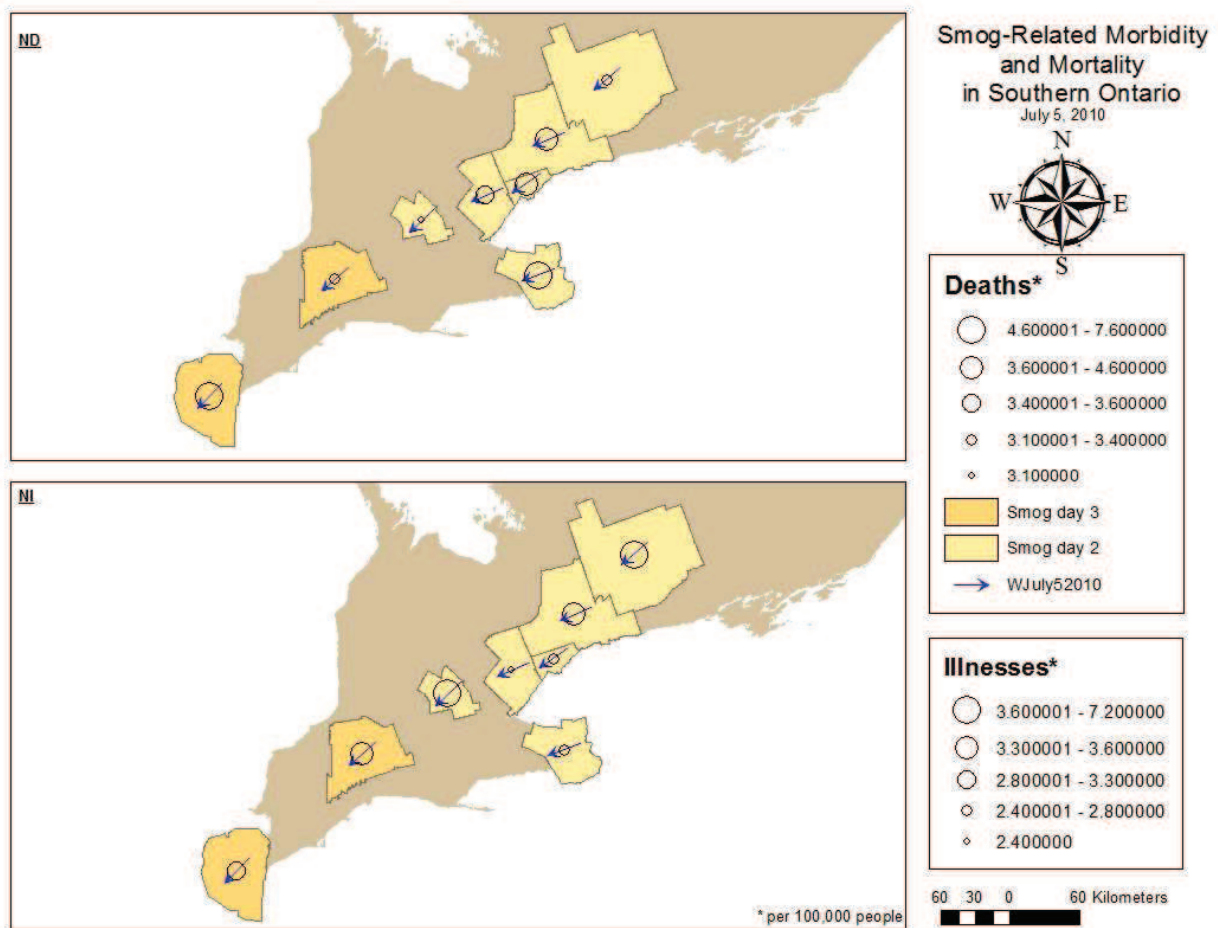 ND
NI
* per 100,000 people
Smog-Related Morbidity
and Mortality
in Southern Ontario
July 5, 2010
N
W E
S
Deaths*
4.600001 - 7.600000
3.600001 - 4.600000
3.400001 - 3.600000
3.100001 - 3.400000
3.100000
Smog day 3
Smog day 2
WJuly52010
Illnesses*
3.600001 - 7.200000
3.300001 - 3.600000
2.800001 - 3.300000
2.400001 - 2.800000
2.400000
60 30 0 60 Kilometers